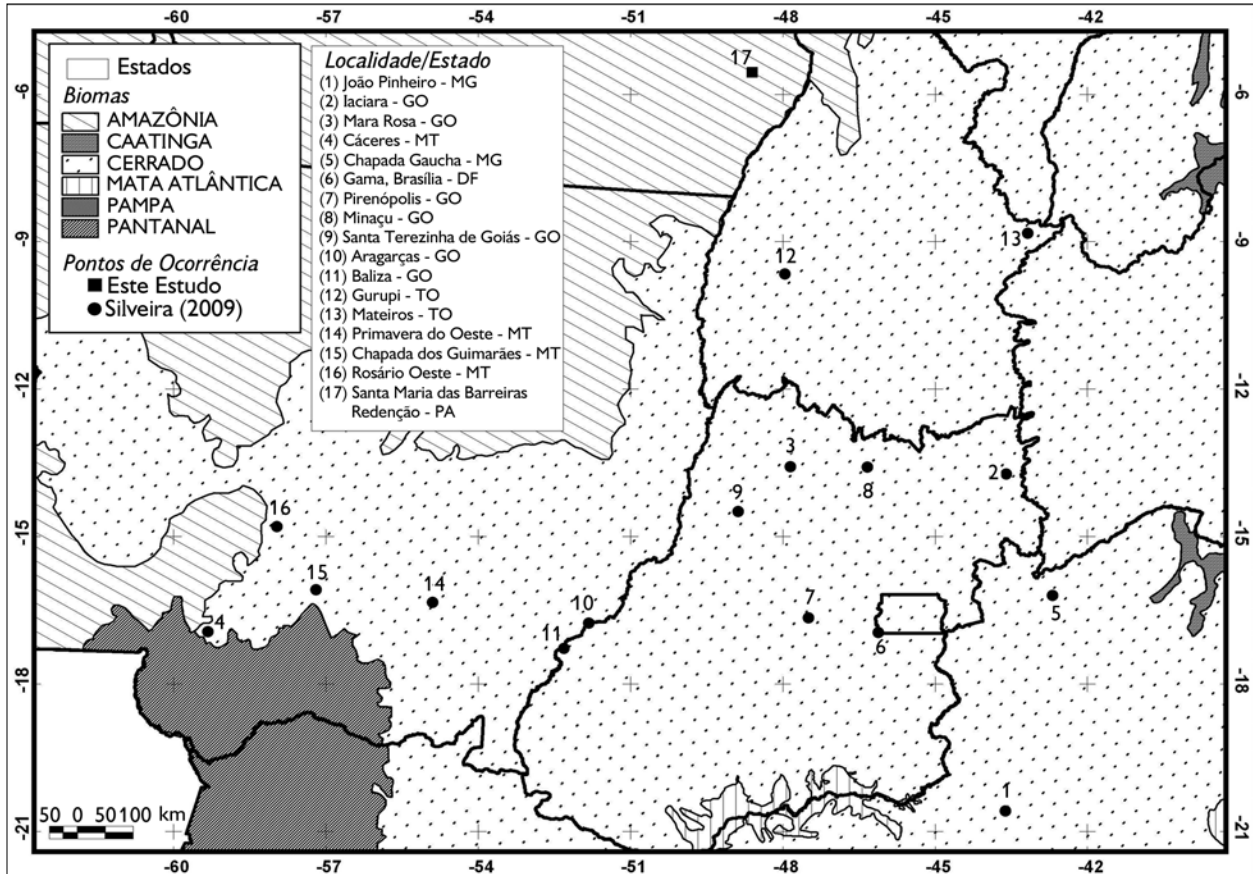 -60 -57 -54 -51 -48 -45 -42
Estados
Biomas
AMAZÔNIA
CAATINGA
CERRADO
MATA ATLÂNTICA
PAMPA
PANTANAL
Pontos de Ocorrência
Este Estudo
Silveira (2009)
Localidade/Estado
(1) João Pinheiro - MG
(2) Iaciara - GO
(3) Mara Rosa - GO
(4) Cáceres - MT
(5) Chapada Gaucha - MG
(6) Gama, Brasília - DF
(7) Pirenópolis - GO
(8) Minaçu - GO
(9) Santa Terezinha de Goiás - GO
(10) Aragarças - GO
(11) Baliza - GO
(12) Gurupi - TO
(13) Mateiros - TO
(14) Primavera do Oeste - MT
(15) Chapada dos Guimarães - MT
(16) Rosário Oeste - MT
(17) Santa Maria das Barreiras
Redenção - PA
17
-6 -6
-9 13 -9
12
-12 -12
3 8 2
9
16
-15 -15
15 14
10 7 5
4 11 6
-18 -18
1
50 0 50 100 km
-21 -21
-60 -57 -54 -51 -48 -45 -42